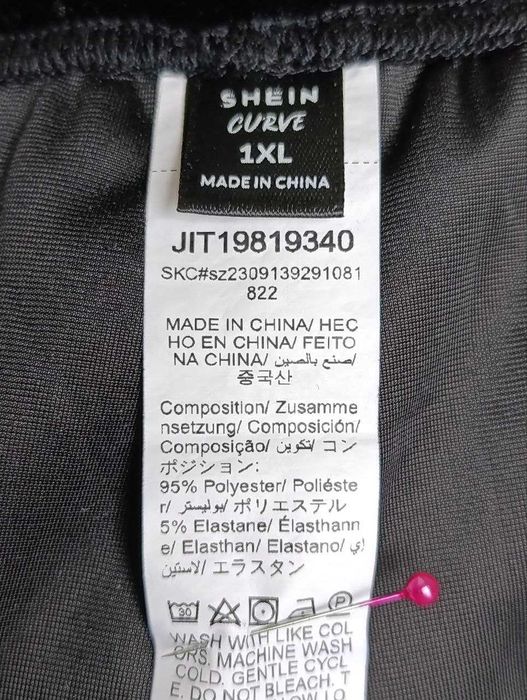 SHEIN
CURVE
1XL
MADE IN CHINA
JIT19819340
SKC#sz2309139291081
822
MADE IN CHINA/ HEC
HO EN CHINA/ FEITO
NA CHINA/ صنع بالصين/
중국산
Composition/ Zusamme
nsetzung/ Composición/
Composição/ تكوين/ コン
ポジション:
95% Polyester/ Poliéste
r/ بوليستر/ ポリエステル
5% Elastane/ Élasthann
e/ Elasthan/ Elastano/ إي
لاستين/ エラスタン
30 P
WASH WITH LIKE COL
ORS. MACHINE WASH
COLD. GENTLE CYCL
E. DO NOT BLEACH. T